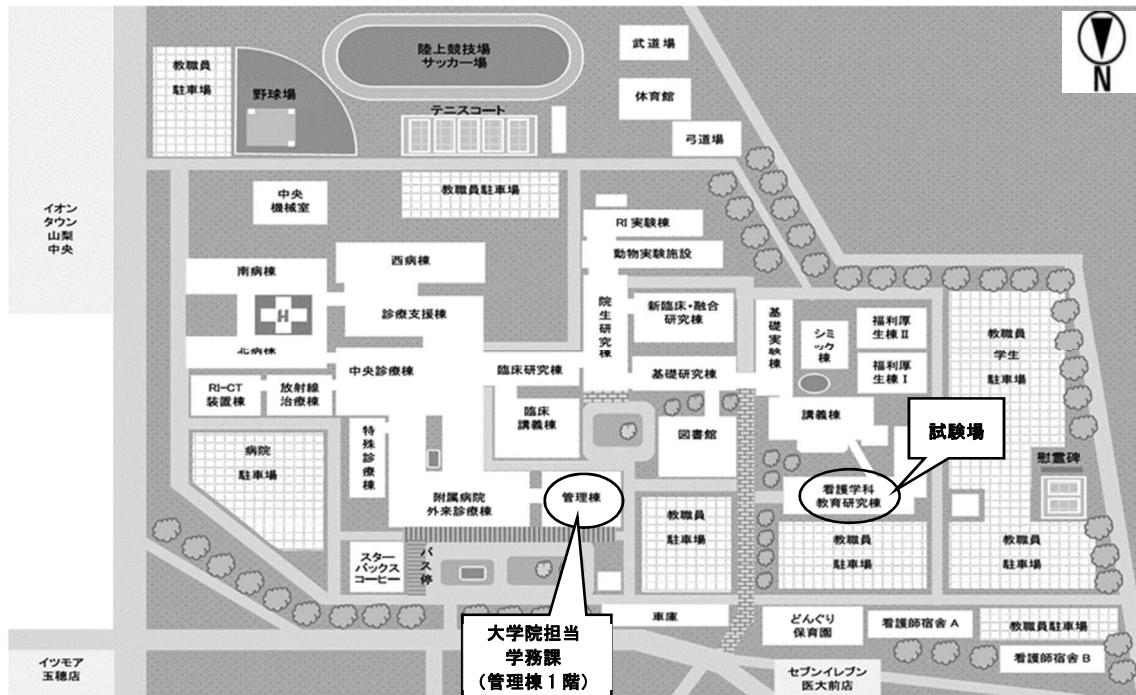 陸上競技場
サッカー場
武道場
N
教職員
駐車場
野球場
体育館
テニスコート
弓道場
イオン
タウン
山梨
中央
中央
機械室
教職員駐車場
RI 実験棟
動物実験施設
南病棟
西病棟
H
診療支援棟
院生研究棟
新臨床・融合
研究棟
基礎実験棟
シミック棟
福利厚
生棟Ⅱ
教職員
学生
駐車場
北病棟
中央診療棟
臨床研究棟
基礎研究棟
福利厚
生棟Ⅰ
RI-CT
装置棟
放射線
治療棟
臨床
講義棟
講義棟
試験場
特殊診療棟
図書館
病院
駐車場
慰霊碑
附属病院
外来診療棟
管理棟
看護学科
教育研究棟
教職員
駐車場
教職員
駐車場
教職員
駐車場
スター
バックス
コーヒー
バス停
車庫
どんぐり
保育園
看護師宿舎 A
教職員駐車場
大学院担当
学務課
(管理棟 1 階)
看護師宿舎 B
イツモア
玉穂店
セブンイレブン
医大前店